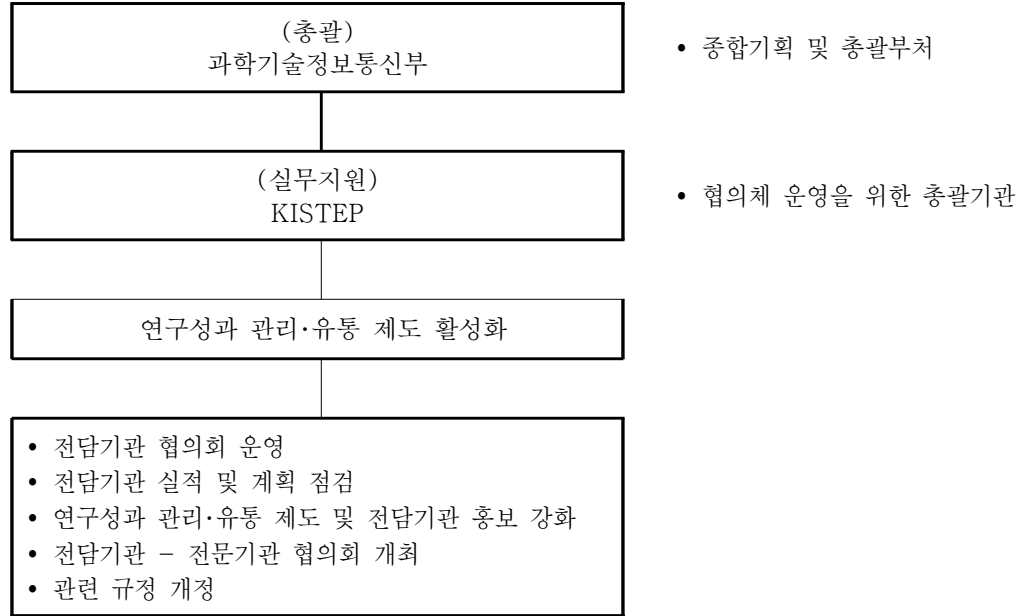 (총괄)
과학기술정보통신부
• 종합기획 및 총괄부처
(실무지원)
KISTEP
• 협의체 운영을 위한 총괄기관
연구성과 관리·유통 제도 활성화
• 전담기관 협의회 운영
• 전담기관 실적 및 계획 점검
• 연구성과 관리·유통 제도 및 전담기관 홍보 강화
• 전담기관 – 전문기관 협의회 개최
• 관련 규정 개정